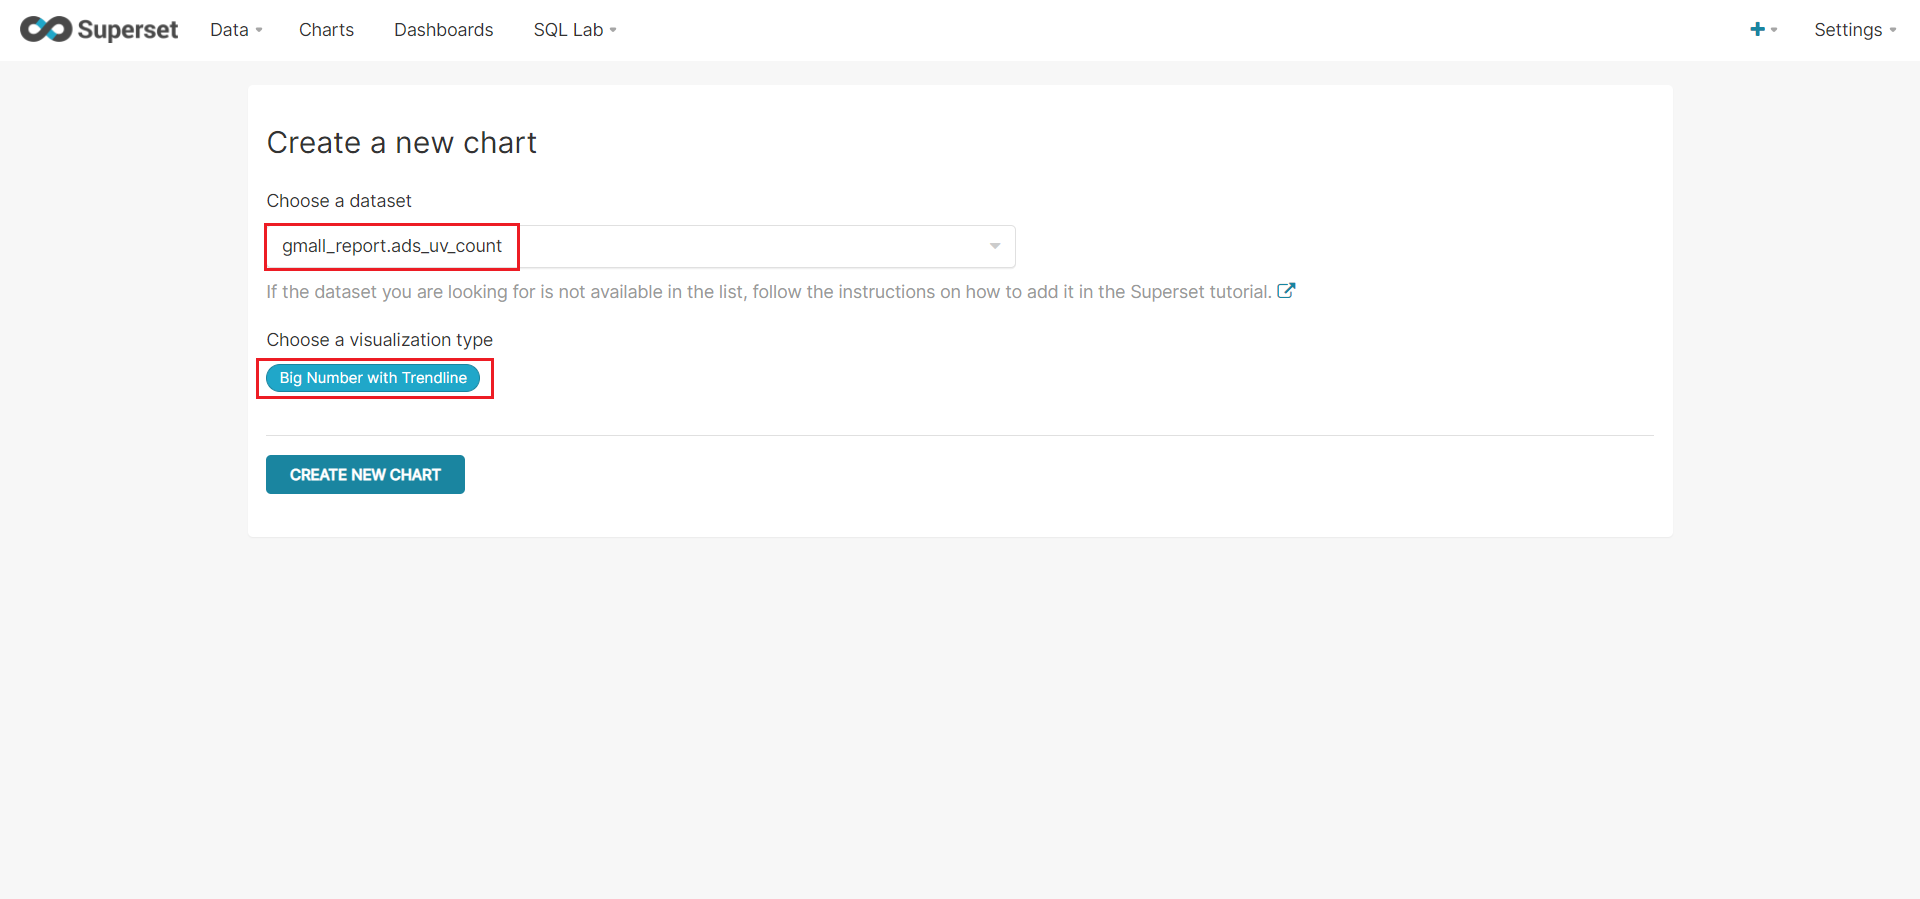 Superset Data Charts Dashboards SQL Lab + Settings
Create a new chart
Choose a dataset
gmall_report.ads_uv_count
If the dataset you are looking for is not available in the list, follow the instructions on how to add it in the Superset tutorial.
Choose a visualization type
Big Number with Trendline
CREATE NEW CHART